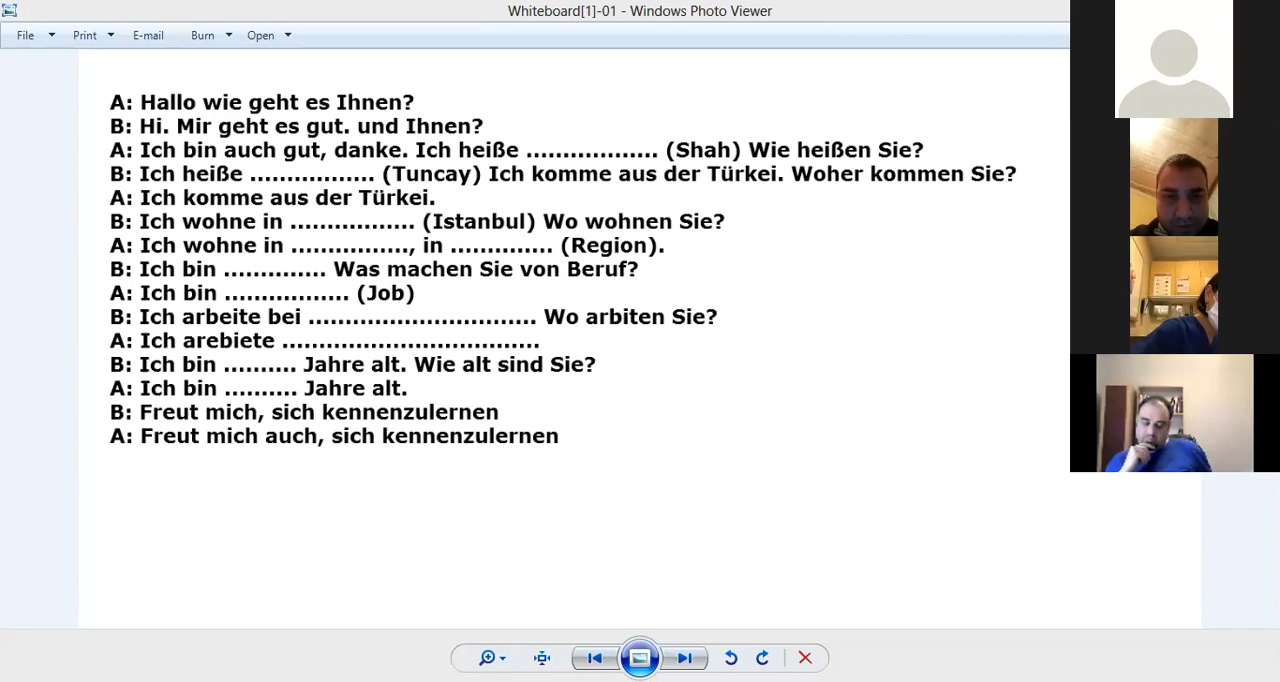 Whiteboard[1]-01 - Windows Photo Viewer
File Print E-mail Burn Open
A: Hallo wie geht es Ihnen?
B: Hi. Mir geht es gut. und Ihnen?
A: Ich bin auch gut, danke. Ich heiße .................. (Shah) Wie heißen Sie?
B: Ich heiße ................. (Tuncay) Ich komme aus der Türkei. Woher kommen Sie?
A: Ich komme aus der Türkei.
B: Ich wohne in ................. (Istanbul) Wo wohnen Sie?
A: Ich wohne in ................, in .............. (Region).
B: Ich bin .............. Was machen Sie von Beruf?
A: Ich bin ................. (Job)
B: Ich arbeite bei ............................... Wo arbiten Sie?
A: Ich arebiete ...................................
B: Ich bin .......... Jahre alt. Wie alt sind Sie?
A: Ich bin .......... Jahre alt.
B: Freut mich, sich kennenzulernen
A: Freut mich auch, sich kennenzulernen